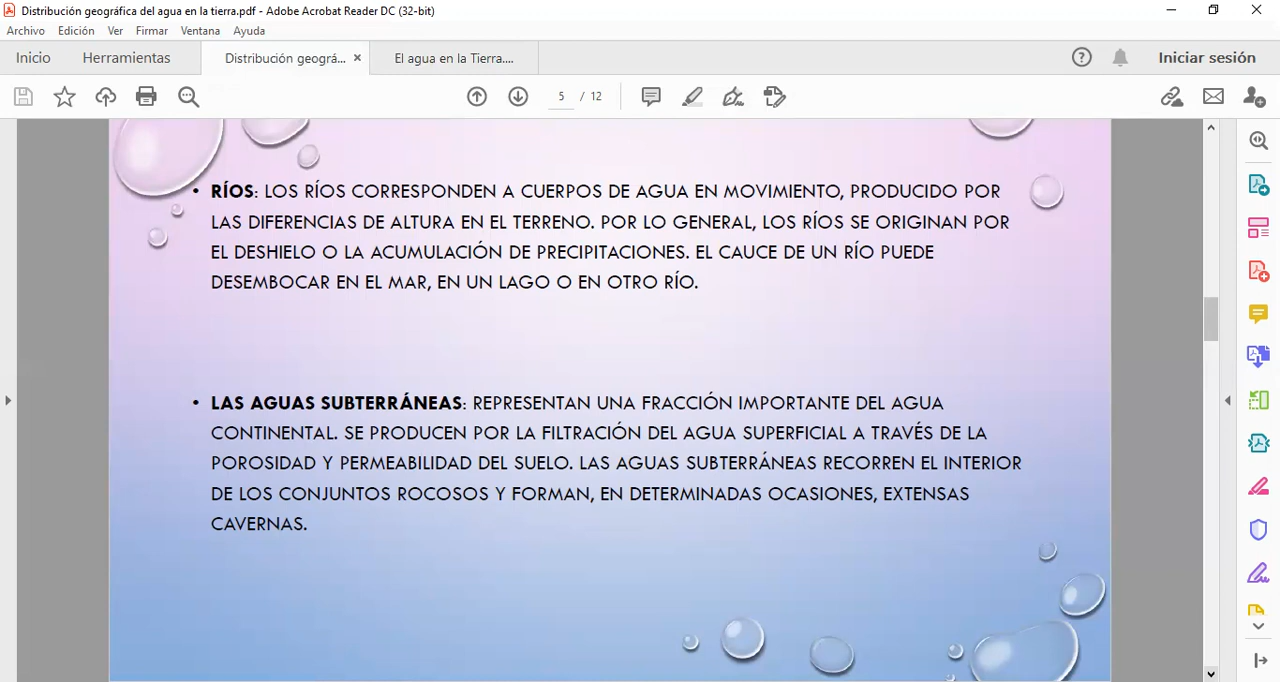 Distribución geográfica del agua en la tierra.pdf - Adobe Acrobat Reader DC (32-bit)
Archivo Edición Ver Firmar Ventana Ayuda
Inicio Herramientas Distribución geográ... × El agua en la Tierra.... Iniciar sesión
5 / 12
• RÍOS: LOS RÍOS CORRESPONDEN A CUERPOS DE AGUA EN MOVIMIENTO, PRODUCIDO POR
LAS DIFERENCIAS DE ALTURA EN EL TERRENO. POR LO GENERAL, LOS RÍOS SE ORIGINAN POR
EL DESHIELO O LA ACUMULACIÓN DE PRECIPITACIONES. EL CAUCE DE UN RÍO PUEDE
DESEMBOCAR EN EL MAR, EN UN LAGO O EN OTRO RÍO.
• LAS AGUAS SUBTERRÁNEAS: REPRESENTAN UNA FRACCIÓN IMPORTANTE DEL AGUA
CONTINENTAL. SE PRODUCEN POR LA FILTRACIÓN DEL AGUA SUPERFICIAL A TRAVÉS DE LA
POROSIDAD Y PERMEABILIDAD DEL SUELO. LAS AGUAS SUBTERRÁNEAS RECORREN EL INTERIOR
DE LOS CONJUNTOS ROCOSOS Y FORMAN, EN DETERMINADAS OCASIONES, EXTENSAS
CAVERNAS.